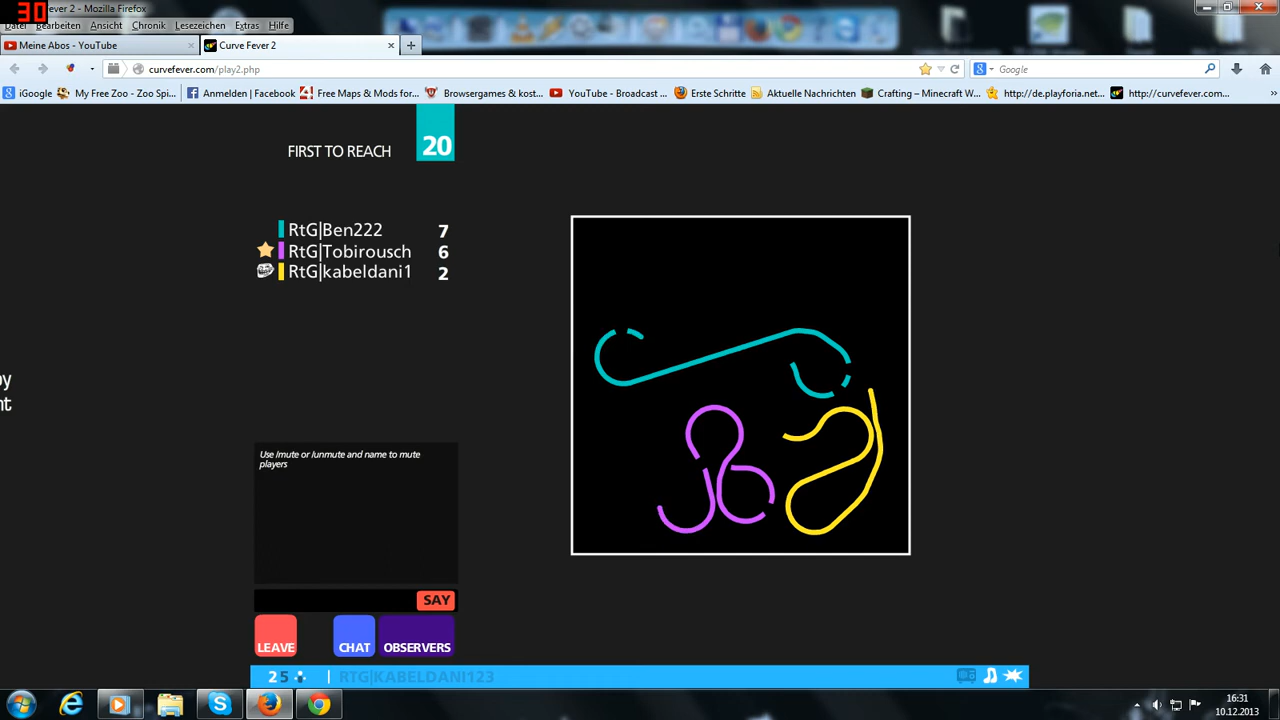 30
ever 2 - Mozilla Firefox
Datei Bearbeiten Ansicht Chronik Lesezeichen Extras Hilfe
Meine Abos - YouTube
Curve Fever 2
curvefever.com/play2.php
Google
iGoogle
My Free Zoo - Zoo Spi...
Anmelden | Facebook
Free Maps & Mods for...
Browsergames & kost...
YouTube - Broadcast ...
Erste Schritte
Aktuelle Nachrichten
Crafting – Minecraft W...
http://de.playforia.net...
http://curvefever.com...
FIRST TO REACH 20
RtG|Ben222 7
RtG|Tobirousch 6
RtG|kabeldani1 2
Use /mute or /unmute and name to mute
players
SAY
LEAVE CHAT OBSERVERS
25 RTG|KABELDANI123
16:31
10.12.2013